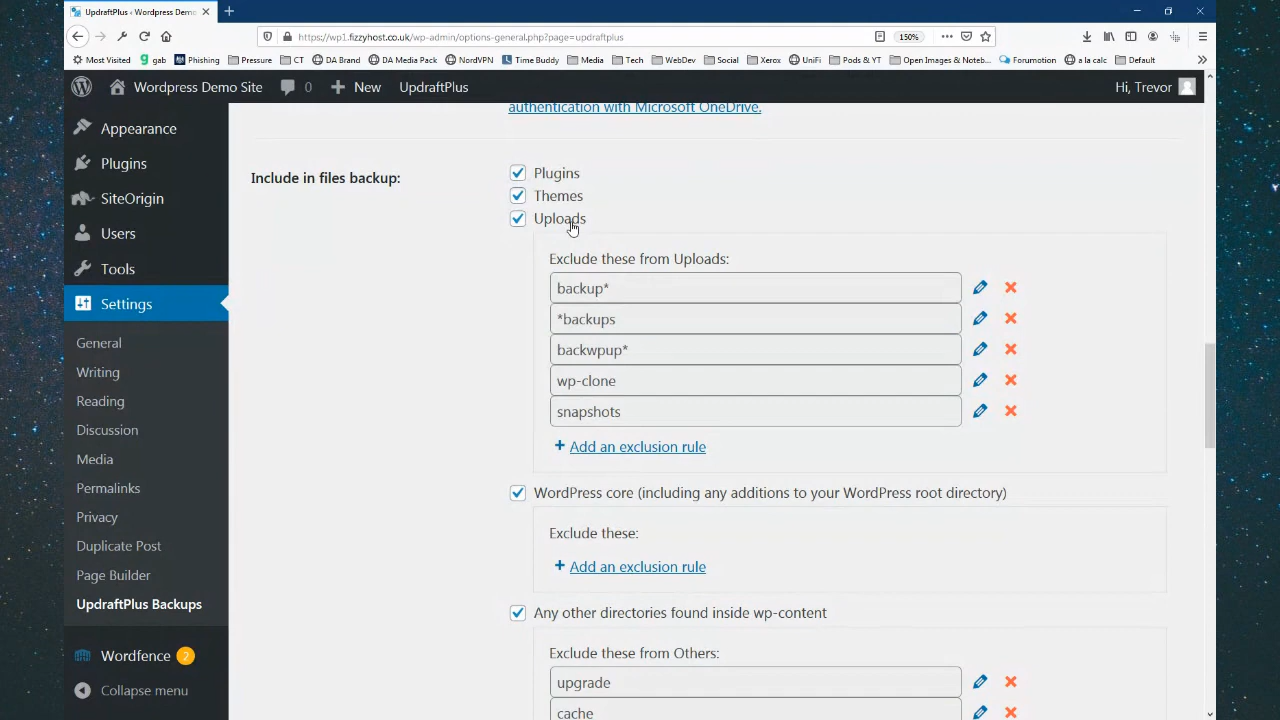 UpdraftPlus ‹ Wordpress Demo
https://wp1.fizzyhost.co.uk/wp-admin/options-general.php?page=updraftplus
150%
Most Visited
gab
Phishing
Pressure
CT
DA Brand
DA Media Pack
NordVPN
Time Buddy
Media
Tech
WebDev
Social
Xerox
UniFi
Pods & YT
Open Images & Noteb...
Forumotion
a la calc
Default
Wordpress Demo Site
0
New
UpdraftPlus
Hi, Trevor
Appearance
Plugins
SiteOrigin
Users
Tools
Settings
General
Writing
Reading
Discussion
Media
Permalinks
Privacy
Duplicate Post
Page Builder
UpdraftPlus Backups
Wordfence 2
Collapse menu
authentication with Microsoft OneDrive.
Include in files backup:
Plugins
Themes
Uploads
Exclude these from Uploads:
backup*
*backups
backwpup*
wp-clone
snapshots
+ Add an exclusion rule
WordPress core (including any additions to your WordPress root directory)
Exclude these:
+ Add an exclusion rule
Any other directories found inside wp-content
Exclude these from Others:
upgrade
cache